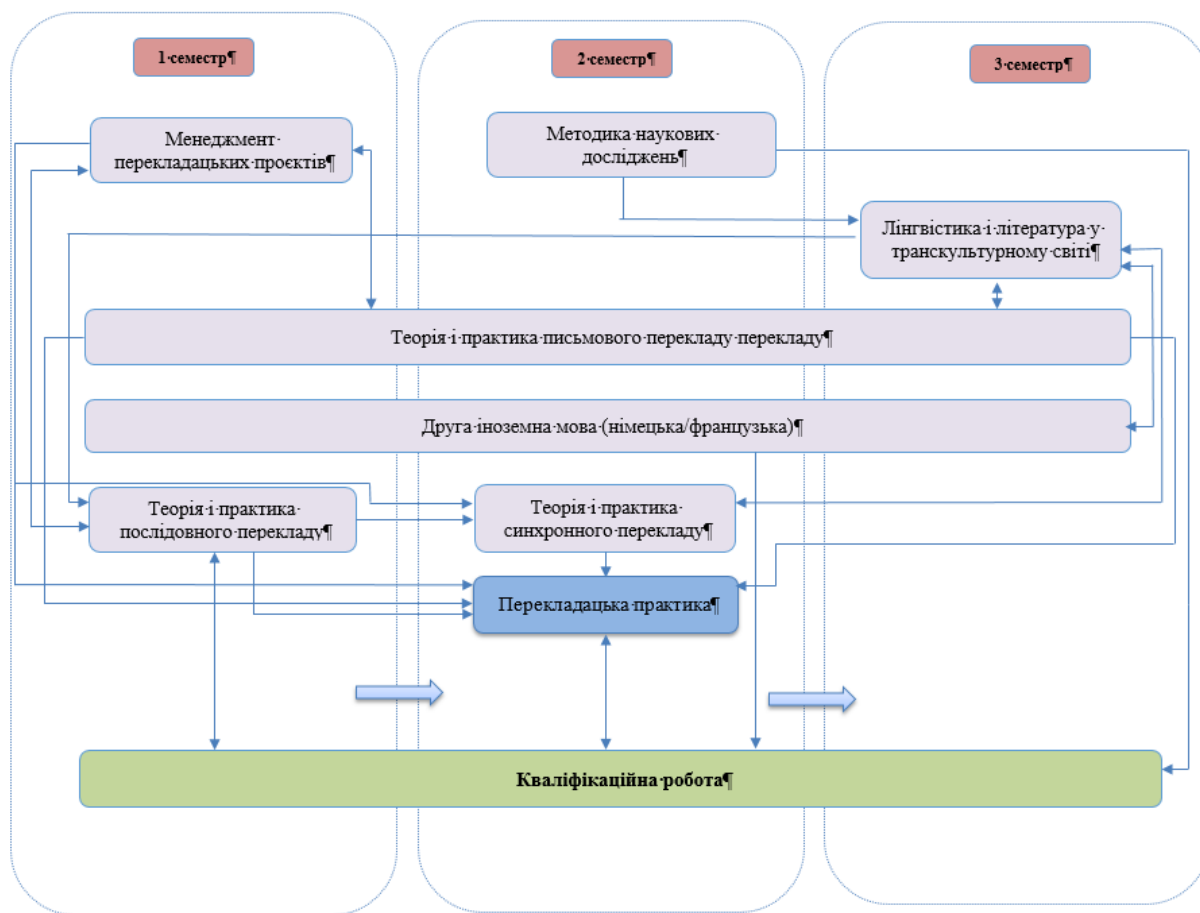 1·семестр¶
2·семестр¶
3·семестр¶
Менеджмент·
перекладацьких·проєктів¶
Методика·наукових·
досліджень¶
Лінгвістика·і·література·у·
транскультурному·світі¶
Теорія·і·практика·письмового·перекладу·перекладу¶
Друга·іноземна·мова·(німецька/французька)¶
Теорія·і·практика·
послідовного·перекладу¶
Теорія·і·практика·
синхронного·перекладу¶
Перекладацька·практика¶
Кваліфікаційна·робота¶